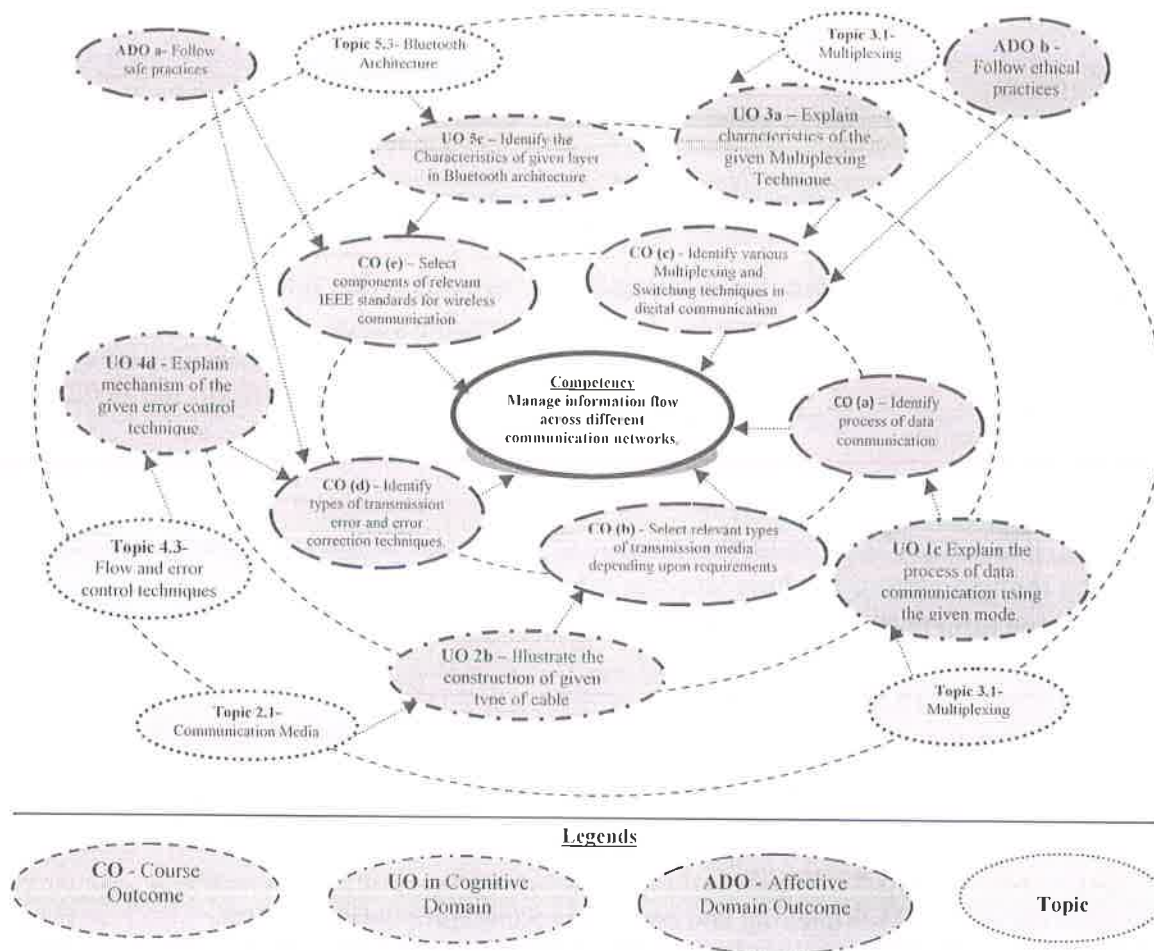 ADO a- Follow
safe practices
Topic 5.3- Bluetooth
Architecture
Topic 3.1-
Multiplexing
ADO b -
Follow ethical
practices
UO 5c – Identify the
Characteristics of given layer
in Bluetooth architecture
UO 3a – Explain
characteristics of the
given Multiplexing
Technique
CO (e) – Select
components of relevant
IEEE standards for wireless
communication
CO (c) - Identify various
Multiplexing and
Switching techniques in
digital communication
UO 4d - Explain
mechanism of the
given error control
technique.
Competency
Manage information flow
across different
communication networks.
CO (a) – Identify
process of data
communication
CO (d) - Identify
types of transmission
error and error
correction techniques.
CO (b) - Select relevant types
of transmission media
depending upon requirements
UO 1c Explain the
process of data
communication using
the given mode.
Topic 4.3-
Flow and error
control techniques
UO 2b – Illustrate the
construction of given
type of cable
Topic 2.1-
Communication Media
Topic 3.1-
Multiplexing
Legends
CO - Course
Outcome
UO in Cognitive
Domain
ADO - Affective
Domain Outcome
Topic